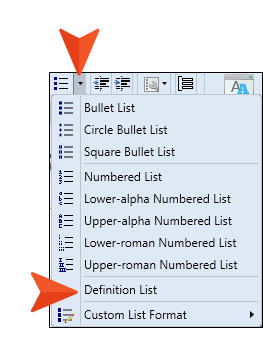 Bullet List
Circle Bullet List
Square Bullet List
Numbered List
Lower-alpha Numbered List
Upper-alpha Numbered List
Lower-roman Numbered List
Upper-roman Numbered List
Definition List
Custom List Format